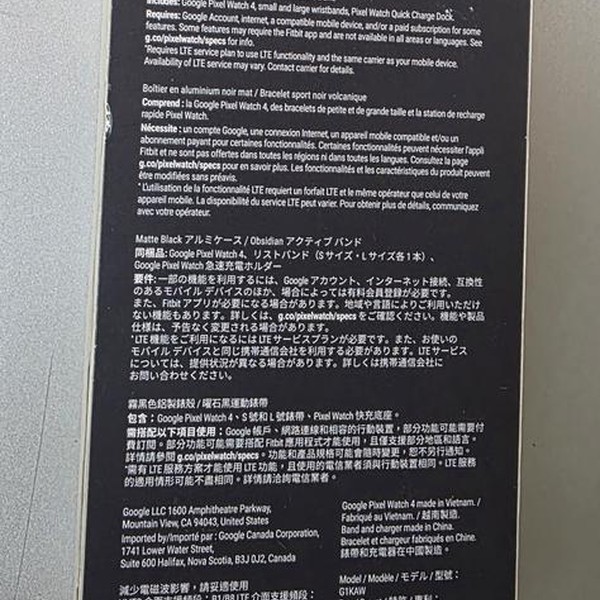 Includes: Google Pixel Watch 4, small and large wristbands, Pixel Watch Quick Charge Dock.
Requires: Google Account, internet, a compatible mobile device, and/or a paid subscription for some
features. Some features may require the Fitbit app and are not available in all areas or languages. See
g.co/pixelwatch/specs for info.
*Requires LTE service plan to use LTE functionality and the same carrier as your mobile device.
Availability of LTE service may vary. Contact carrier for details.
Boîtier en aluminium noir mat / Bracelet sport noir volcanique
Comprend : la Google Pixel Watch 4, des bracelets de petite et de grande taille et la station de recharge
rapide Pixel Watch.
Nécessite : un compte Google, une connexion Internet, un appareil mobile compatible et/ou un
abonnement payant pour certaines fonctionnalités. Certaines fonctionnalités peuvent nécessiter l'appli
Fitbit et ne sont pas offertes dans toutes les régions ni dans toutes les langues. Consultez la page
g.co/pixelwatch/specs pour en savoir plus. Les fonctionnalités et les caractéristiques du produit peuvent
être modifiées sans préavis.
* L'utilisation de la fonctionnalité LTE requiert un forfait LTE et le même opérateur que celui de votre
appareil mobile. La disponibilité du service LTE peut varier. Pour obtenir plus de détails, communiquez
avec votre opérateur.
Matte Black アルミケース / Obsidian アクティブ バンド
同梱品: Google Pixel Watch 4、リストバンド（S サイズ・L サイズ各 1 本）、
Google Pixel Watch 急速充電ホルダー
要件: 一部の機能を利用するには、Google アカウント、インターネット接続、互換性
のあるモバイル デバイスのほか、場合によっては有料会員登録が必要です。
また、Fitbit アプリが必要になる場合があります。地域や言語によりご利用いただけ
ない機能もあります。詳しくは、g.co/pixelwatch/specs をご確認ください。機能や製品
仕様は、予告なく変更される場合があります。
*LTE 機能をご利用になるには LTE サービスプランが必要です。また、お使いの
モバイル デバイスと同じ携帯通信会社を利用する必要があります。LTE サービス
については、提供状況が異なる場合があります。詳しくは携帯通信会社に
お問い合わせください。
霧黑色鋁製錶殼 / 曜石黑運動錶帶
包含：Google Pixel Watch 4、S 號和 L 號錶帶、Pixel Watch 快充底座。
需搭配以下項目使用：Google 帳戶、網路連線和相容的行動裝置，部分功能可能需要付
費訂閱。部分功能可能需要搭配 Fitbit 應用程式才能使用，且僅支援部分地區和語言。
詳情請參閱 g.co/pixelwatch/specs。功能和產品規格可能會隨時變更，恕不另行通知。
*需有 LTE 服務方案才能使用 LTE 功能，且使用的電信業者須與行動裝置相同。LTE 服務
的適用情形可能不盡相同。詳情請洽詢電信業者。
Google LLC 1600 Amphitheatre Parkway,
Mountain View, CA 94043, United States
Imported by/Importé par : Google Canada Corporation,
1741 Lower Water Street,
Suite 600 Halifax, Nova Scotia, B3J 0J2, Canada
Google Pixel Watch 4 made in Vietnam. /
Fabriqué au Vietnam. / 越南製造.
Band and charger made in China.
Bracelet et chargeur fabriqués en Chine.
錶帶和充電器在中國製造。
減少電磁波影響，請妥適使用
Model / Modèle / モデル / 型號：
G1KAW